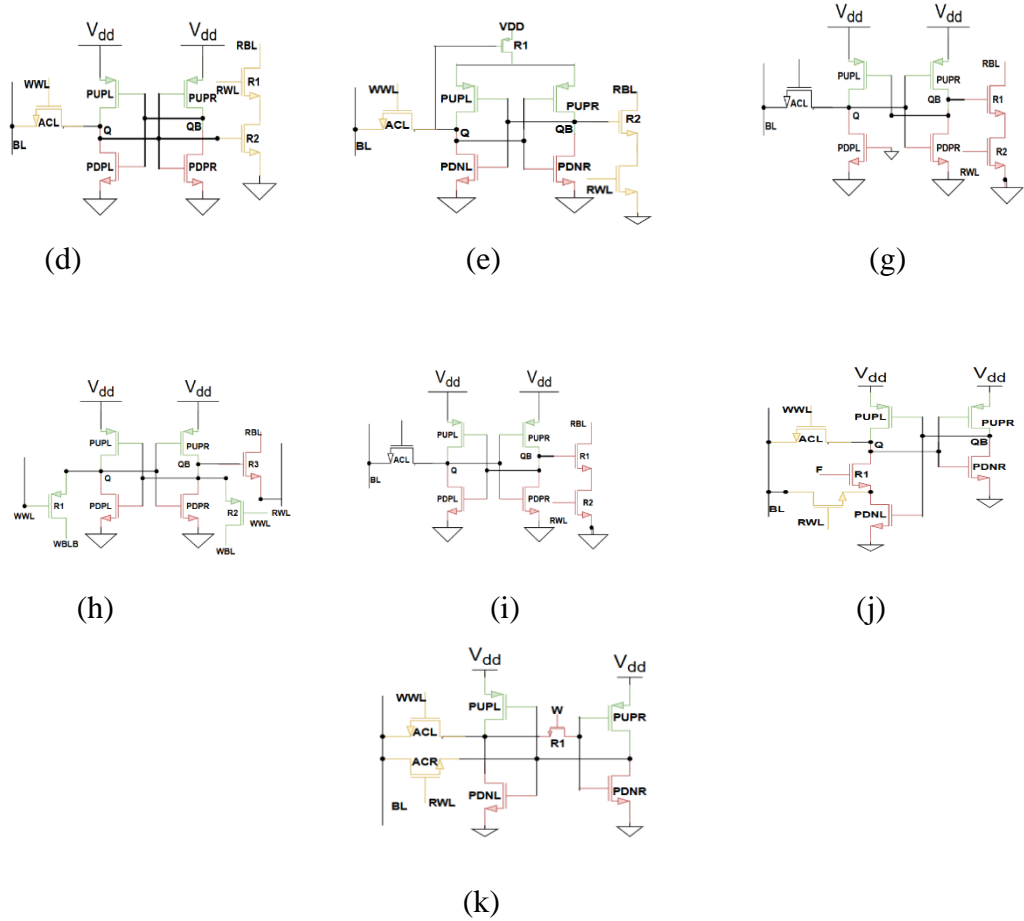 Vdd Vdd
RBL
WWL
PUPL
PUPR
RWL
R1
ACL
Q
QB
R2
BL
PDPL
PDPR
(d)
VDD
R1
WWL
PUPL
PUPR
RBL
ACL
Q
QB
R2
BL
PDNL
PDNR
RWL
(e)
Vdd Vdd
RBL
PUPL
PUPR
ACL
QB
R1
BL
Q
PDPL
PDPR
R2
RWL
(g)
Vdd Vdd
RBL
PUPL
PUPR
QB
R3
Q
R1
PDPL
PDPR
R2
RWL
WWL
WWL
WBLB
WBL
(h)
Vdd Vdd
RBL
PUPL
PUPR
ACL
QB
R1
BL
Q
PDPL
PDPR
R2
RWL
(i)
Vdd Vdd
WWL
PUPL
PUPR
ACL
Q
QB
F
R1
PDNR
BL
RWL
PDNL
(j)
Vdd Vdd
WWL
PUPL
W
PUPR
ACL
R1
ACR
PDNL
PDNR
BL
RWL
(k)